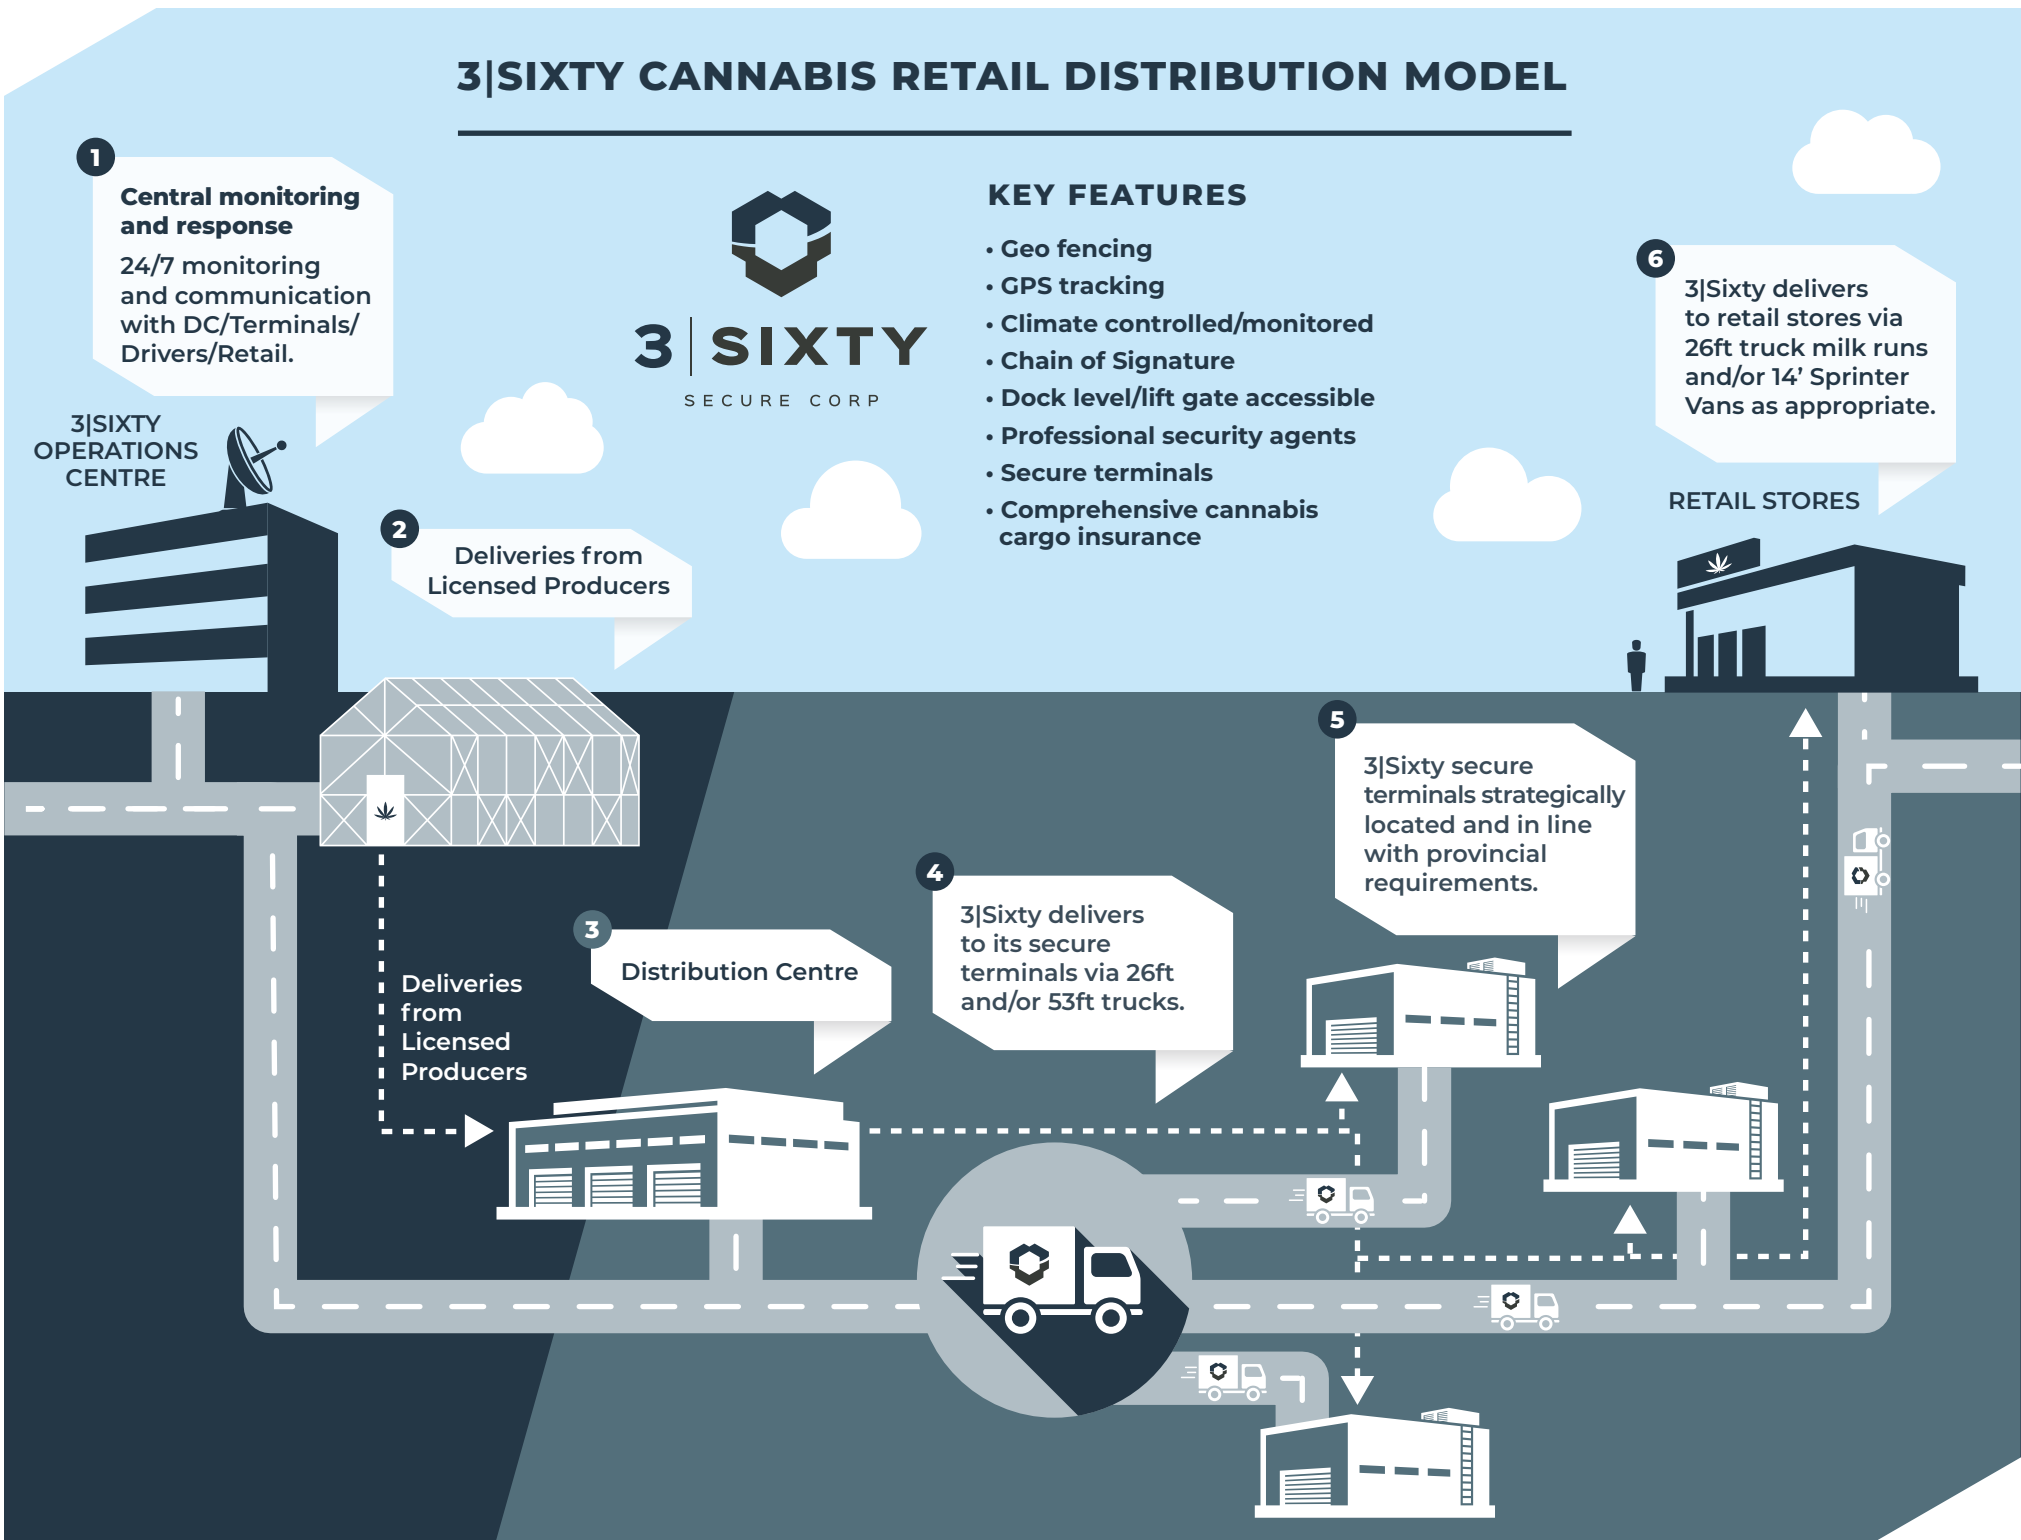 3|SIXTY CANNABIS RETAIL DISTRIBUTION MODEL
1
Central monitoring
and response
24/7 monitoring
and communication
with DC/Terminals/
Drivers/Retail.
3|SIXTY
OPERATIONS
CENTRE
3|SIXTY
SECURE CORP
KEY FEATURES
• Geo fencing
• GPS tracking
• Climate controlled/monitored
• Chain of Signature
• Dock level/lift gate accessible
• Professional security agents
• Secure terminals
• Comprehensive cannabis
cargo insurance
6
3|Sixty delivers
to retail stores via
26ft truck milk runs
and/or 14’ Sprinter
Vans as appropriate.
RETAIL STORES
2
Deliveries from
Licensed Producers
Deliveries
from
Licensed
Producers
3
Distribution Centre
4
3|Sixty delivers
to its secure
terminals via 26ft
and/or 53ft trucks.
5
3|Sixty secure
terminals strategically
located and in line
with provincial
requirements.